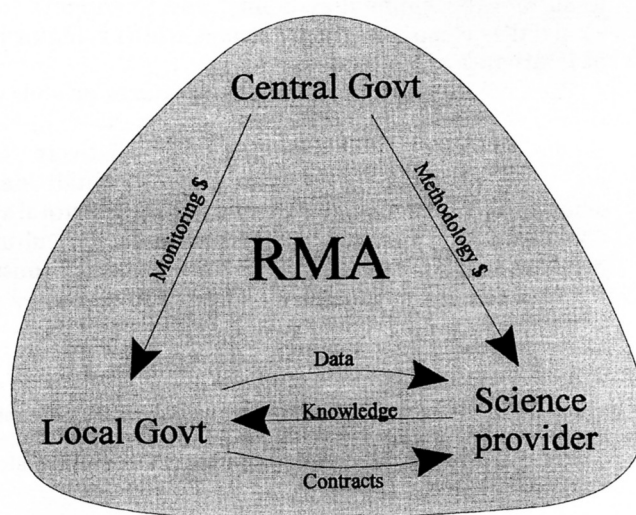 Central Govt
Monitoring $
Methodology $
RMA
Data
Knowledge
Contracts
Local Govt
Science
provider